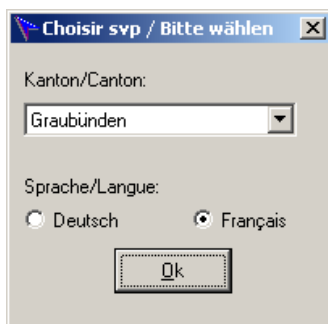 Choisir svp / Bitte wählen
Kanton/Canton:
Graubünden
Sprache/Langue:
Deutsch Français
Ok